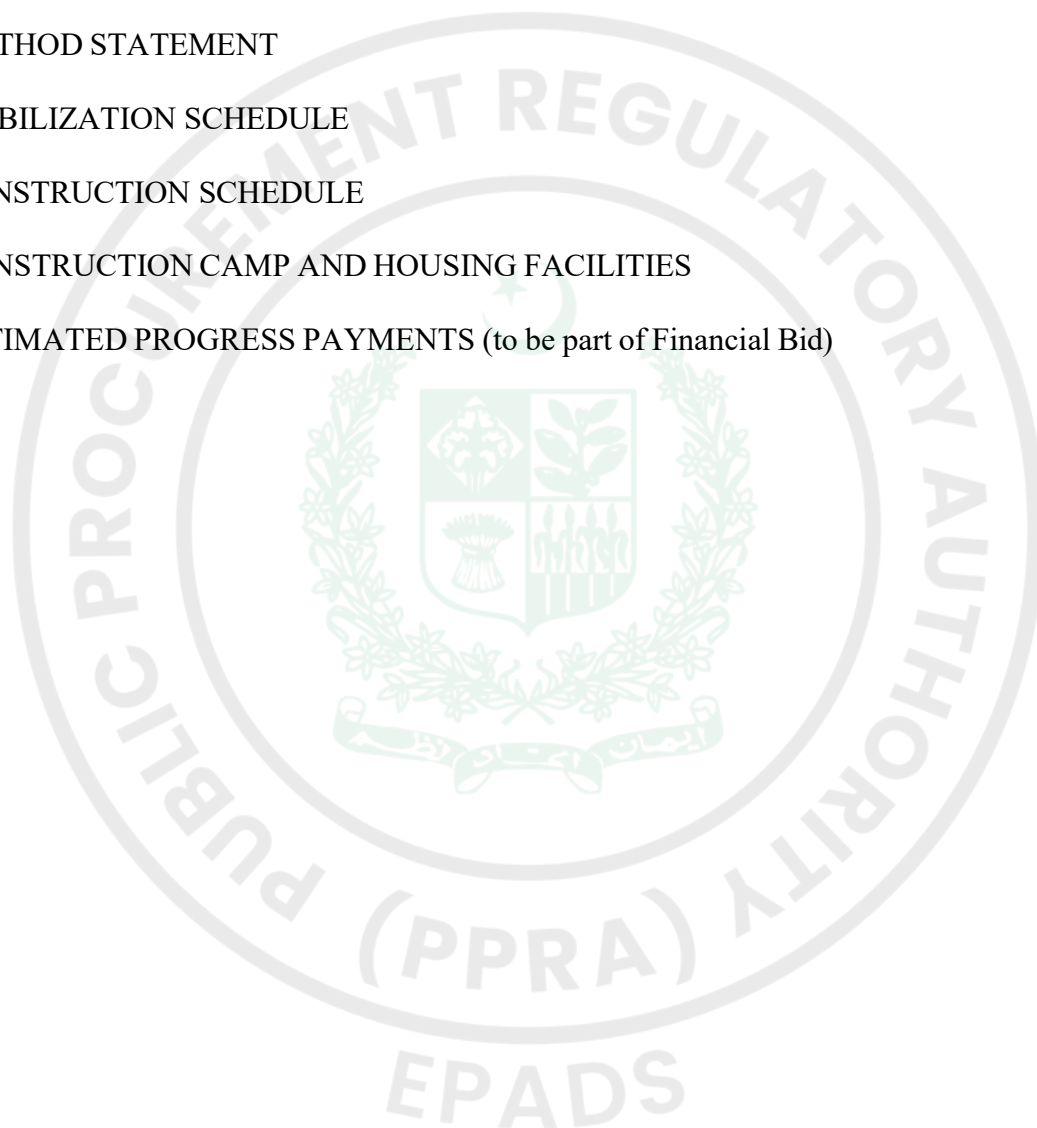 THOD STATEMENT
BILIZATION SCHEDULE
NSTRUCTION SCHEDULE
NSTRUCTION CAMP AND HOUSING FACILITIES
TIMATED PROGRESS PAYMENTS (to be part of Financial Bid)
PUBLIC PROCUREMENT REGULATORY AUTHORITY
(PPRA)
EPADS